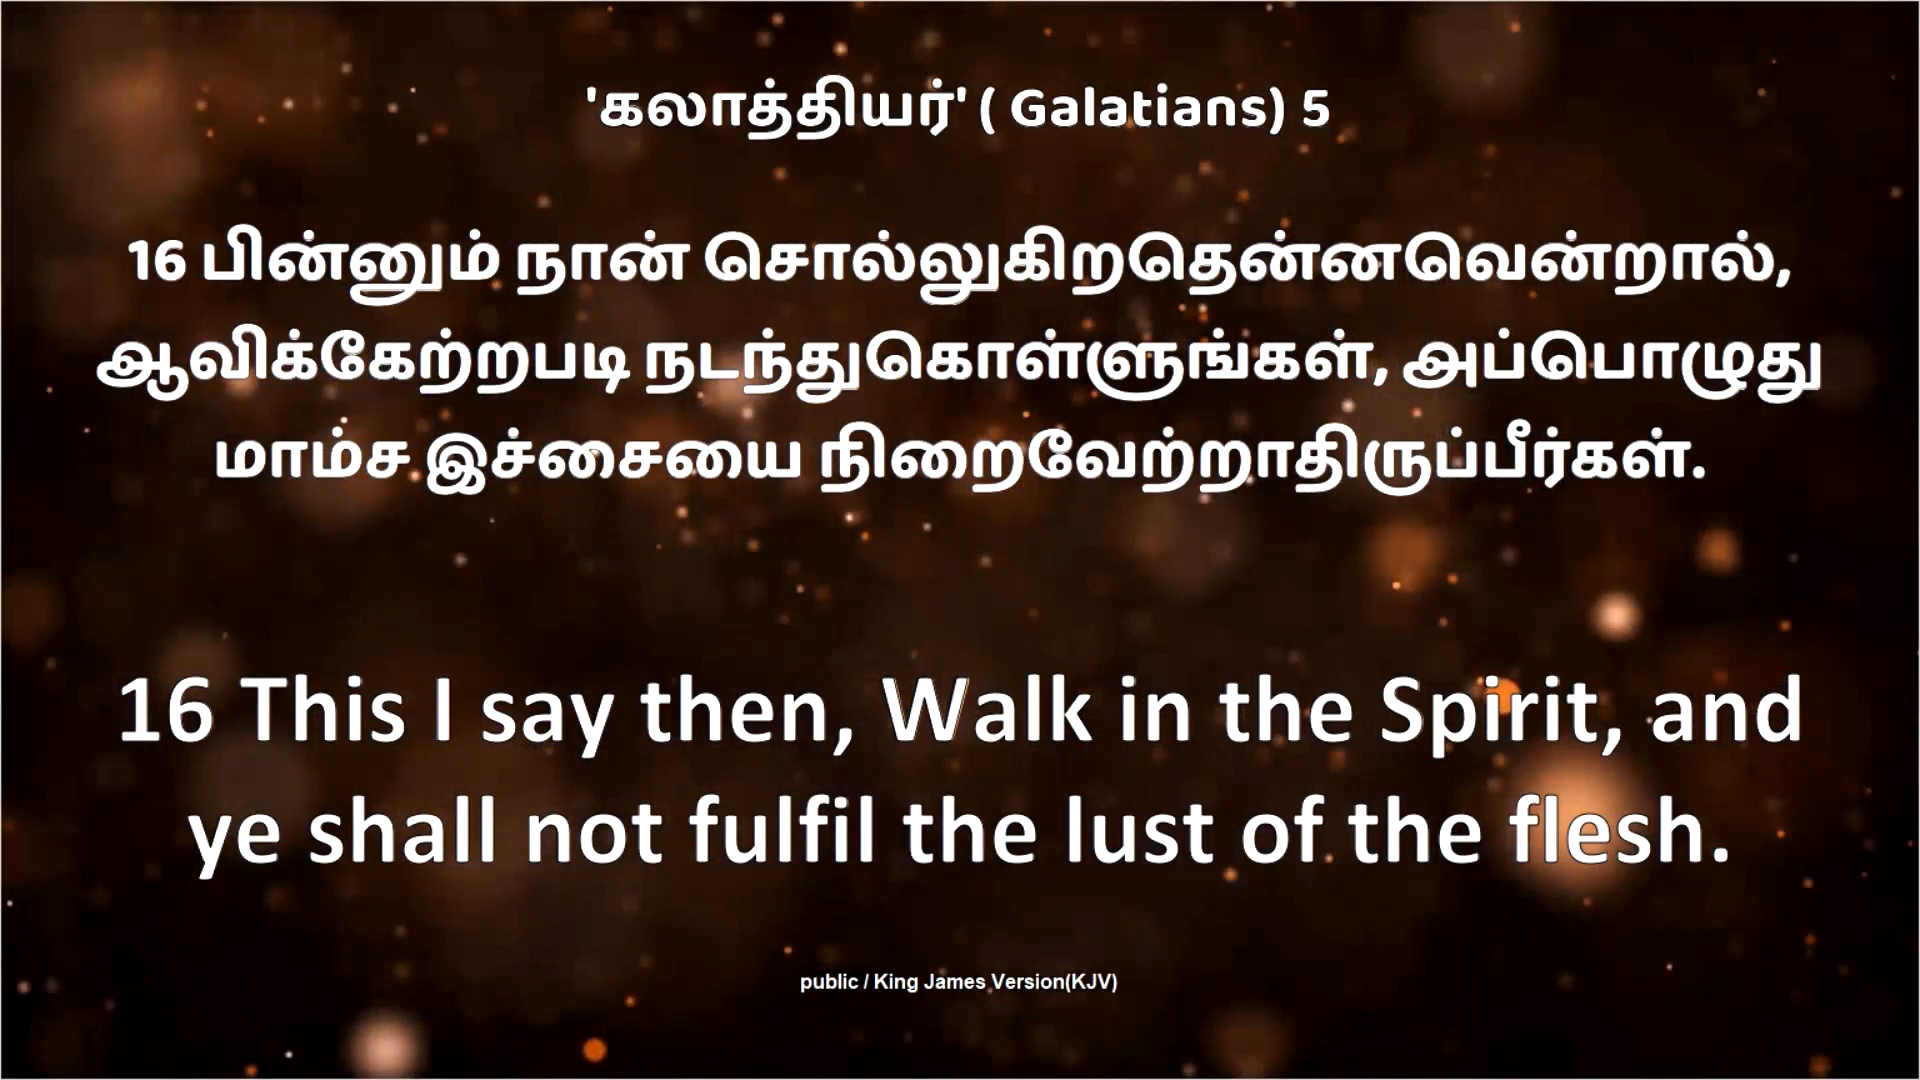 'கலாத்தியர்' ( Galatians) 5
16 பின்னும் நான் சொல்லுகிறதென்னவென்றால்,
ஆவிக்கேற்றபடி நடந்துகொள்ளுங்கள், அப்பொழுது
மாம்ச இச்சையை நிறைவேற்றாதிருப்பீர்கள்.
16 This I say then, Walk in the Spirit, and
ye shall not fulfil the lust of the flesh.
public / King James Version(KJV)